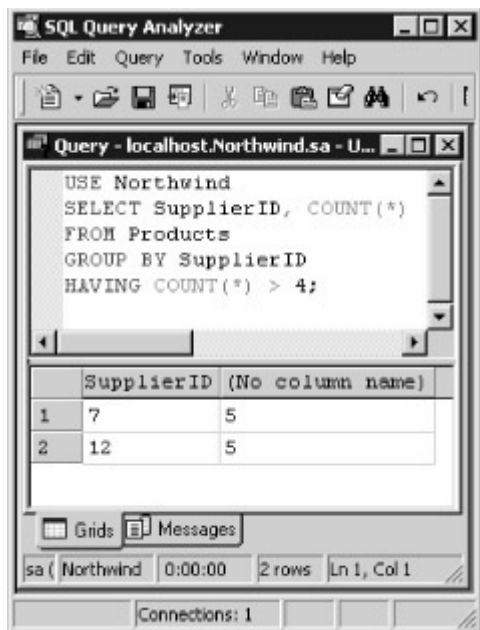 SQL Query Analyzer
File Edit Query Tools Window Help
Query - localhost.Northwind.sa - U...
USE Northwind
SELECT SupplierID, COUNT(*)
FROM Products
GROUP BY SupplierID
HAVING COUNT(*) > 4;
SupplierID (No column name)
1 7 5
2 12 5
Grids Messages
sa ( Northwind 0:00:00 2 rows Ln 1, Col 1
Connections: 1